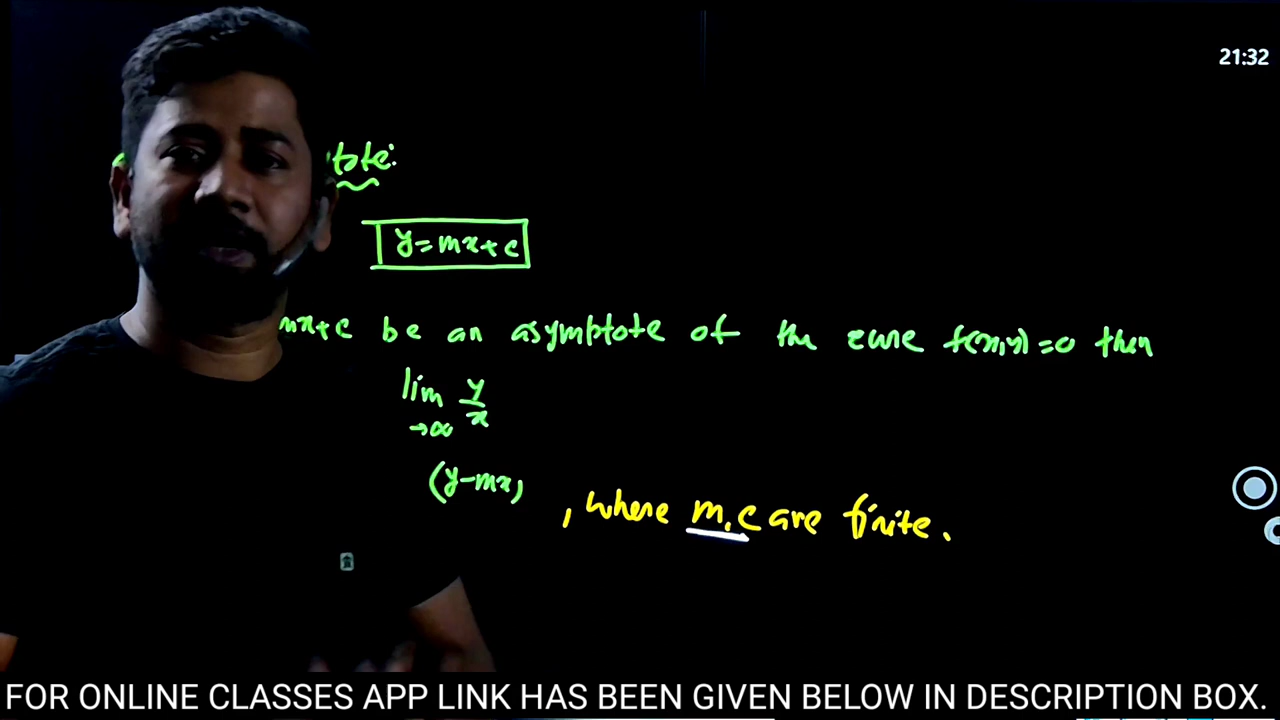 21:32
tote:
y=mx+c
mx+c be an asymptote of the curve f(x,y)=0 then
lim y/x
→∞
(y-mx)
, where m,c are finite.
FOR ONLINE CLASSES APP LINK HAS BEEN GIVEN BELOW IN DESCRIPTION BOX.